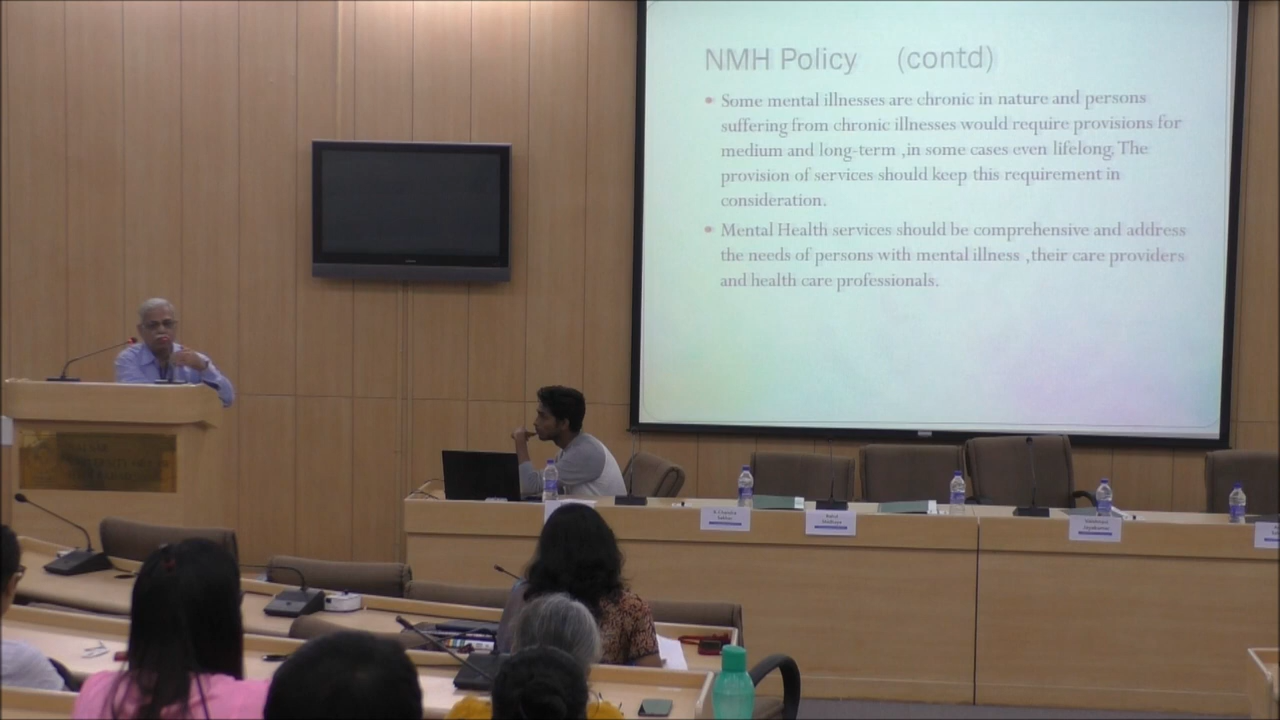 NMH Policy (contd)
• Some mental illnesses are chronic in nature and persons
suffering from chronic illnesses would require provisions for
medium and long-term ,in some cases even lifelong. The
provision of services should keep this requirement in
consideration.
• Mental Health services should be comprehensive and address
the needs of persons with mental illness ,their care providers
and health care professionals.